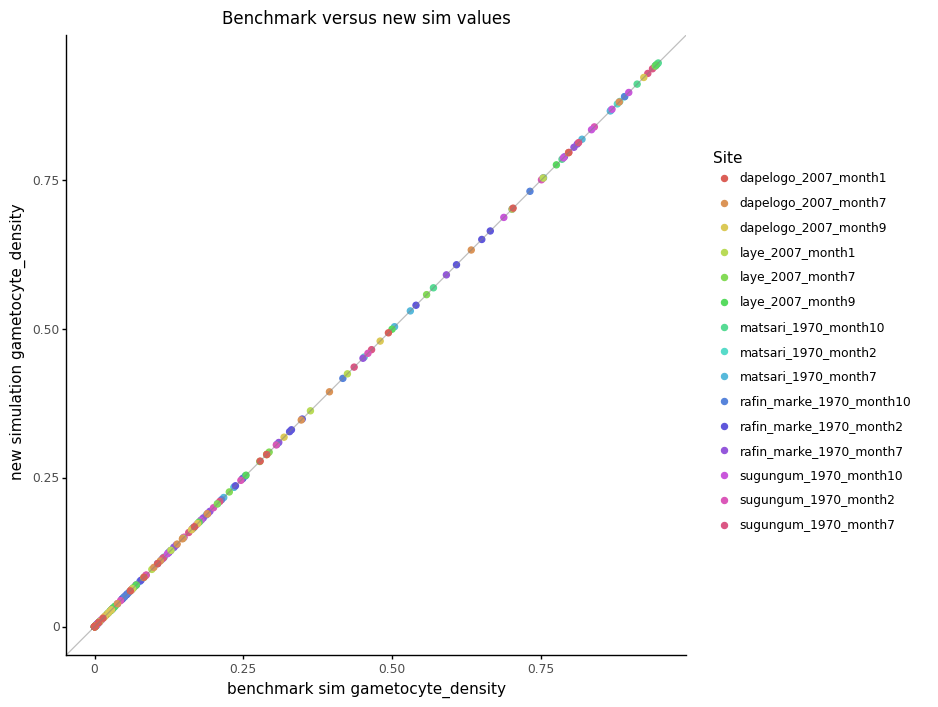 Benchmark versus new sim values
new simulation gametocyte_density
0.75
0.50
0.25
0
0
0.25
0.50
0.75
benchmark sim gametocyte_density
Site
dapelogo_2007_month1
dapelogo_2007_month7
dapelogo_2007_month9
laye_2007_month1
laye_2007_month7
laye_2007_month9
matsari_1970_month10
matsari_1970_month2
matsari_1970_month7
rafin_marke_1970_month10
rafin_marke_1970_month2
rafin_marke_1970_month7
sugungum_1970_month10
sugungum_1970_month2
sugungum_1970_month7